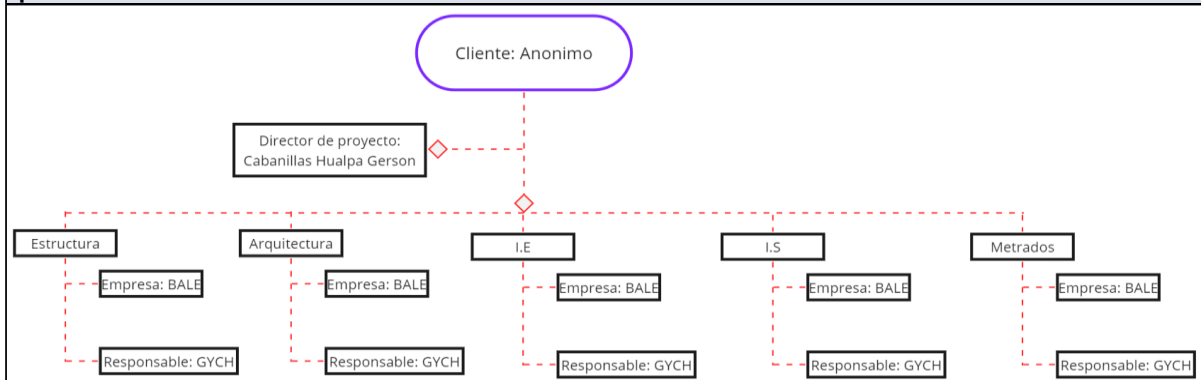 Cliente: Anonimo
Director de proyecto:
Cabanillas Hualpa Gerson
Estructura
Arquitectura
I.E
I.S
Metrados
Empresa: BALE
Empresa: BALE
Empresa: BALE
Empresa: BALE
Empresa: BALE
Responsable: GYCH
Responsable: GYCH
Responsable: GYCH
Responsable: GYCH
Responsable: GYCH